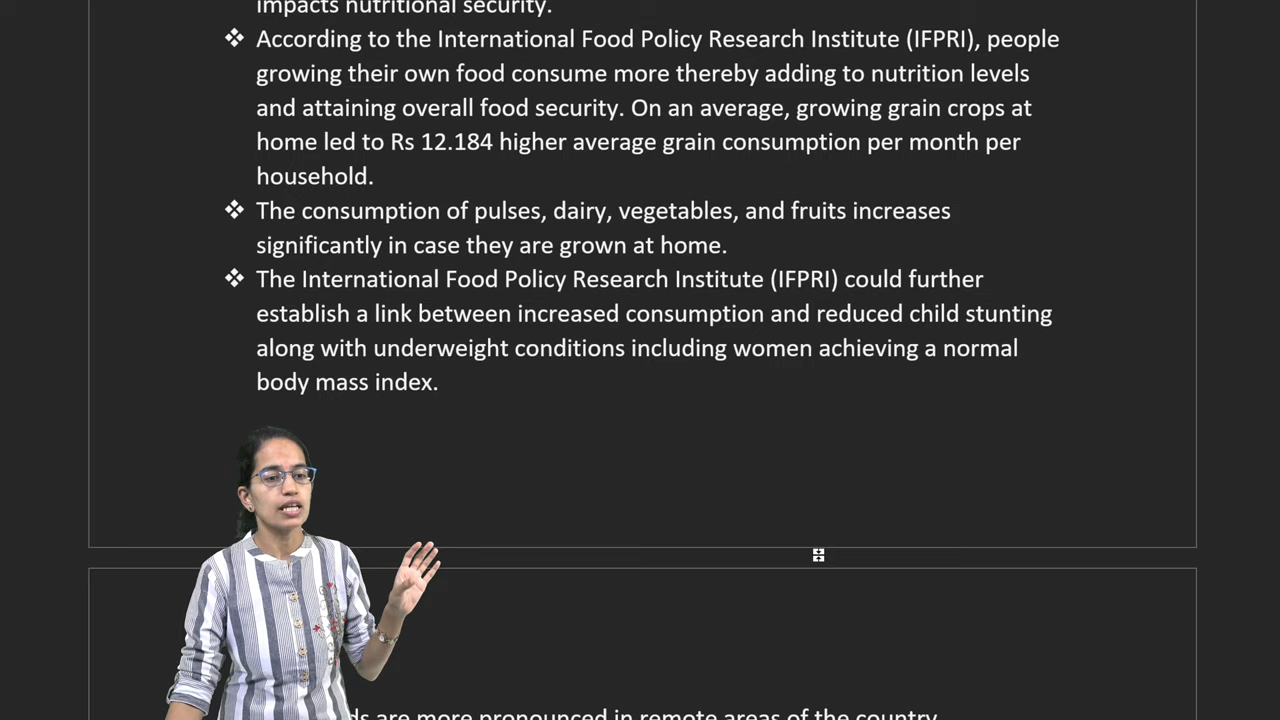 impacts nutritional security.
❖ According to the International Food Policy Research Institute (IFPRI), people
growing their own food consume more thereby adding to nutrition levels
and attaining overall food security. On an average, growing grain crops at
home led to Rs 12.184 higher average grain consumption per month per
household.
❖ The consumption of pulses, dairy, vegetables, and fruits increases
significantly in case they are grown at home.
❖ The International Food Policy Research Institute (IFPRI) could further
establish a link between increased consumption and reduced child stunting
along with underweight conditions including women achieving a normal
body mass index.
are more pronounced in remote areas of the country